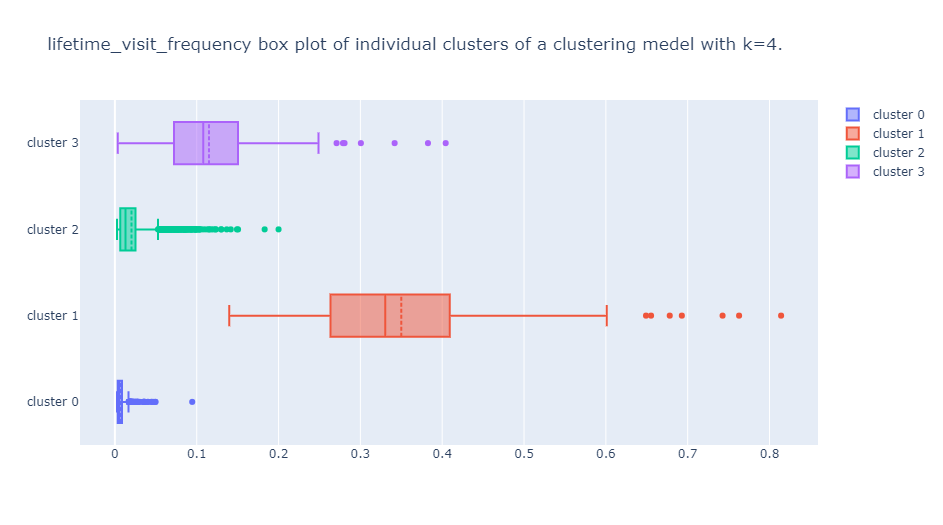 lifetime_visit_frequency box plot of individual clusters of a clustering medel with k=4.
cluster 3
cluster 2
cluster 1
cluster 0
0 0.1 0.2 0.3 0.4 0.5 0.6 0.7 0.8
cluster 0
cluster 1
cluster 2
cluster 3